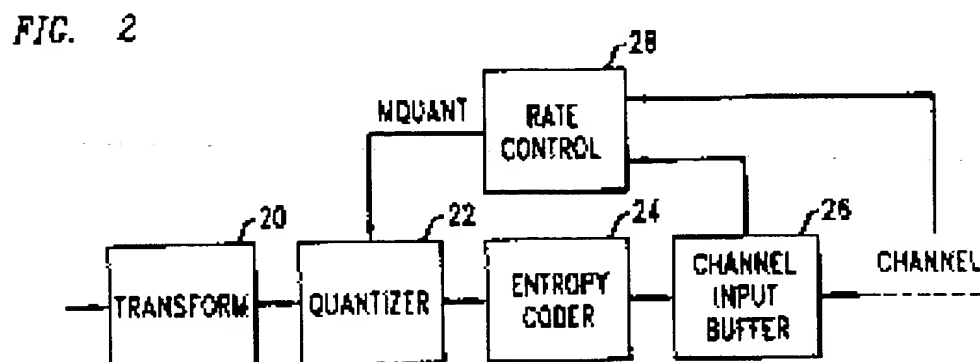 FIG. 2
28
MQUANT
RATE
CONTROL
20
22
24
26
TRANSFORM
QUANTIZER
ENTROPY
CODER
CHANNEL
INPUT
BUFFER
CHANNEL